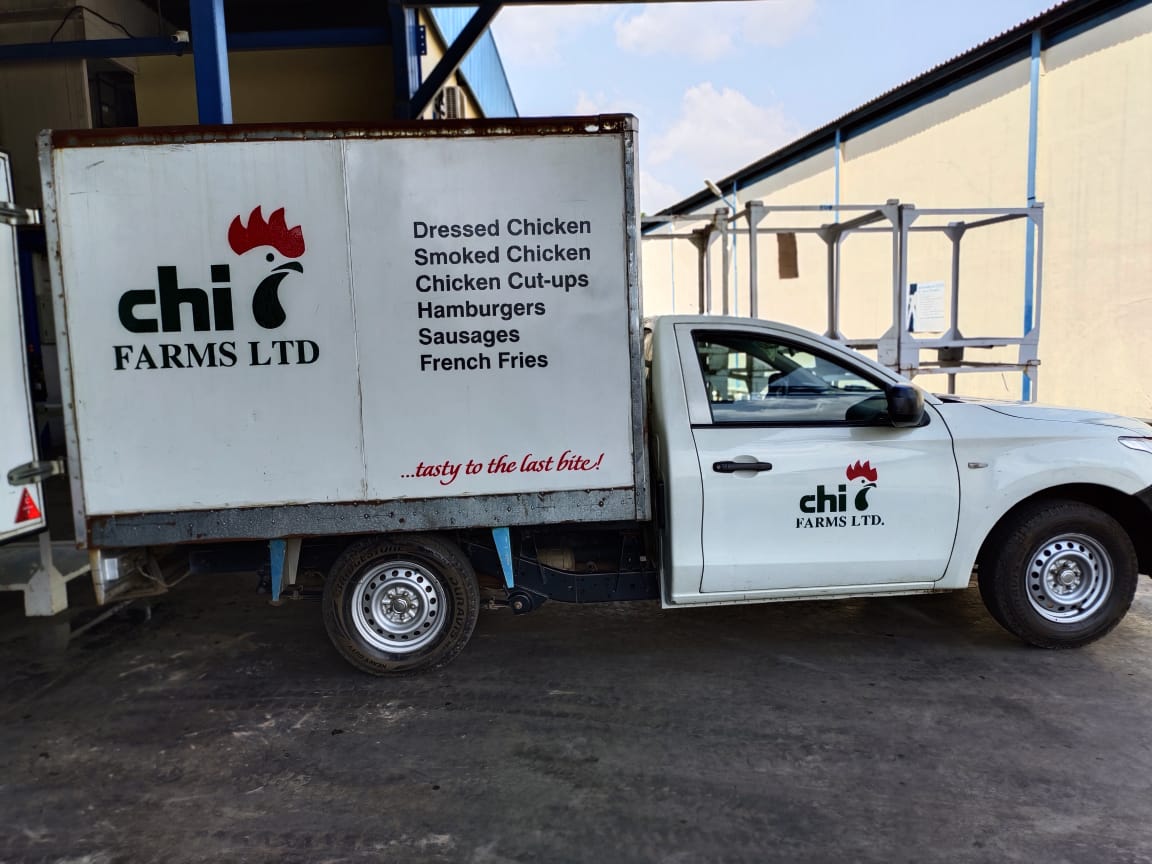 chi
FARMS LTD
Dressed Chicken
Smoked Chicken
Chicken Cut-ups
Hamburgers
Sausages
French Fries
...tasty to the last bite!
chi
FARMS LTD.